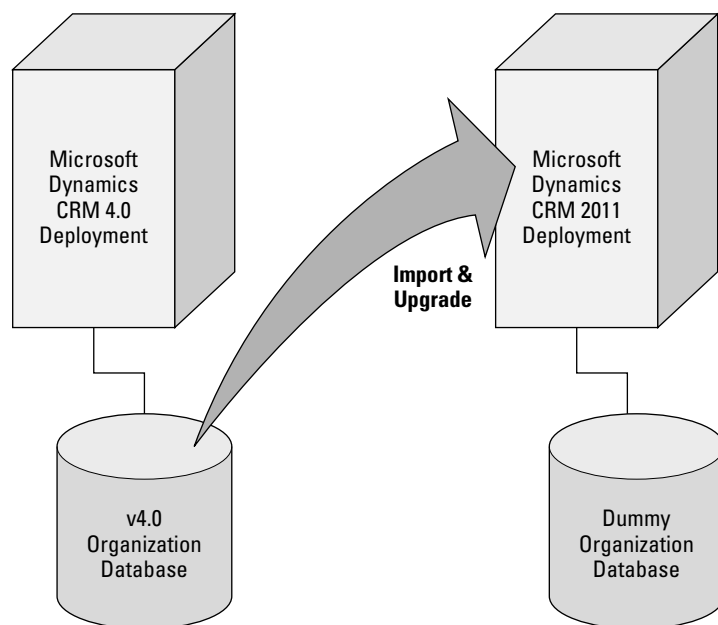 Microsoft
Dynamics
CRM 4.0
Deployment
Microsoft
Dynamics
CRM 2011
Deployment
Import &
Upgrade
v4.0
Organization
Database
Dummy
Organization
Database